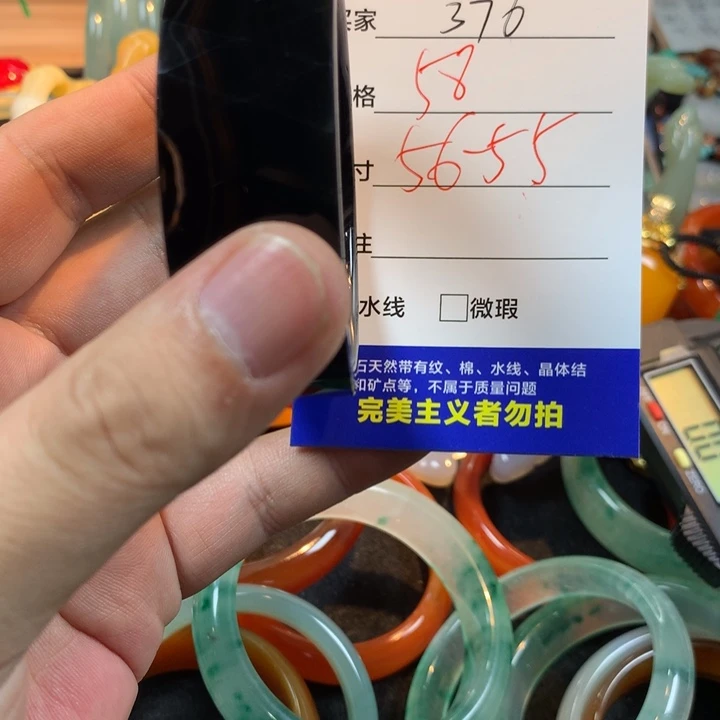 家 376
格 58
寸 56-55
主
水线 □微瑕
石天然带有纹、棉、水线、晶体结
和矿点等，不属于质量问题
完美主义者勿拍